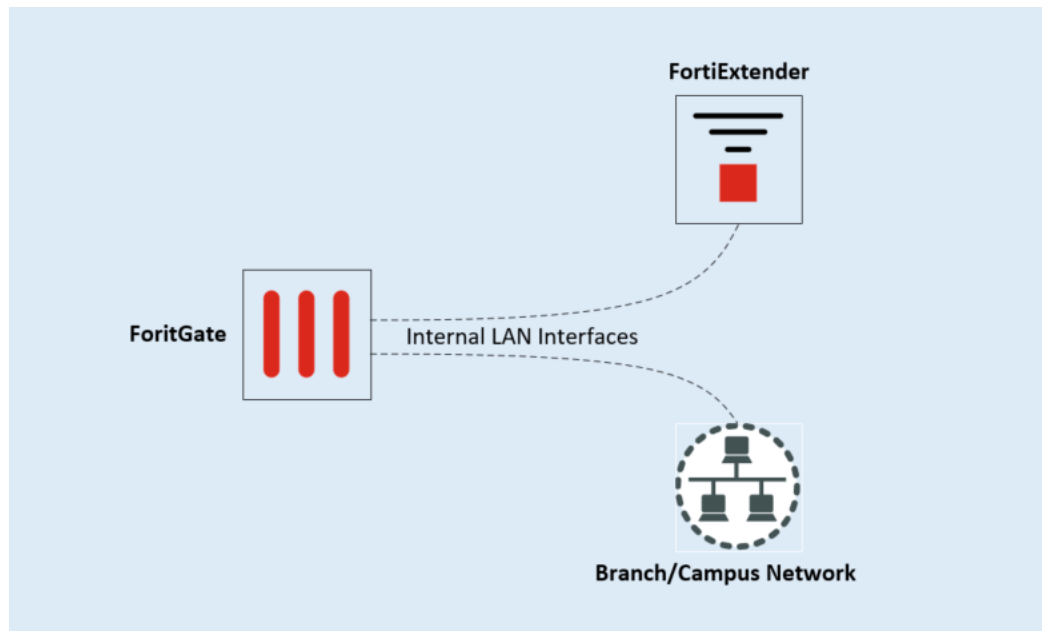 FortiExtender
ForitGate
Internal LAN Interfaces
Branch/Campus Network